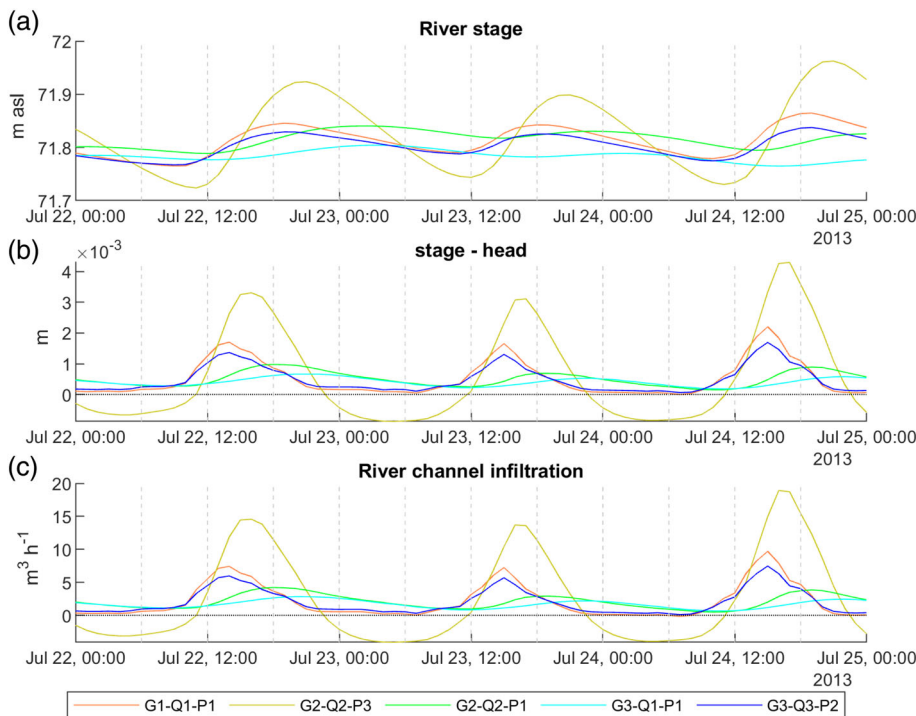 (a)
River stage
72
71.9
71.8
71.7
m asl
Jul 22, 00:00 Jul 22, 12:00 Jul 23, 00:00 Jul 23, 12:00 Jul 24, 00:00 Jul 24, 12:00 Jul 25, 00:00
2013
(b)
stage - head
×10⁻³
4
3
2
1
0
m
Jul 22, 00:00 Jul 22, 12:00 Jul 23, 00:00 Jul 23, 12:00 Jul 24, 00:00 Jul 24, 12:00 Jul 25, 00:00
2013
(c)
River channel infiltration
20
15
10
5
0
m³ h⁻¹
Jul 22, 00:00 Jul 22, 12:00 Jul 23, 00:00 Jul 23, 12:00 Jul 24, 00:00 Jul 24, 12:00 Jul 25, 00:00
2013
G1-Q1-P1 G2-Q2-P3 G2-Q2-P1 G3-Q1-P1 G3-Q3-P2